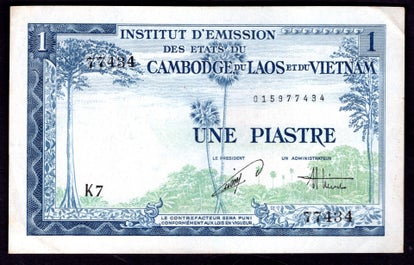 1 INSTITUT D'EMISSION 1
DES ETATS DU
77434 CAMBODGE DU LAOS ET DU VIETNAM
015977434
UNE PIASTRE
LE PRESIDENT UN ADMINISTRATEUR
K7
77434
LE CONTREFACTEUR SERA PUNI
CONFORMÉMENT AUX LOIS EN VIGUEUR